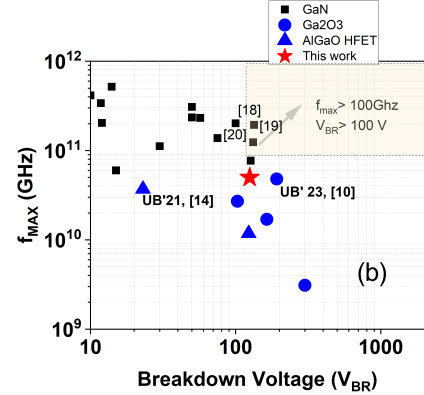 GaN
Ga2O3
AlGaO HFET
This work
10¹²
[18]
[19]
[20]
f_max > 100Ghz
V_BR > 100 V
10¹¹
UB'21, [14]
UB' 23, [10]
10¹⁰
(b)
10⁹
10
100
1000
f_MAX (GHz)
Breakdown Voltage (V_BR)